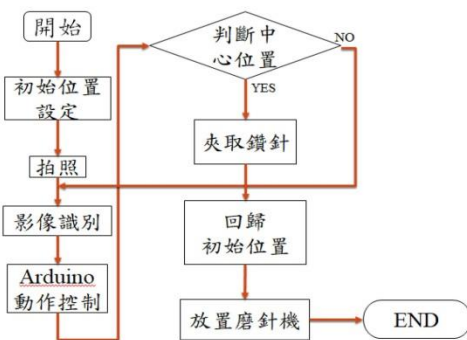 開始
初始位置
設定
拍照
影像識別
Arduino
動作控制
判斷中
心位置
NO
YES
夾取鑽針
回歸
初始位置
放置磨針機
END